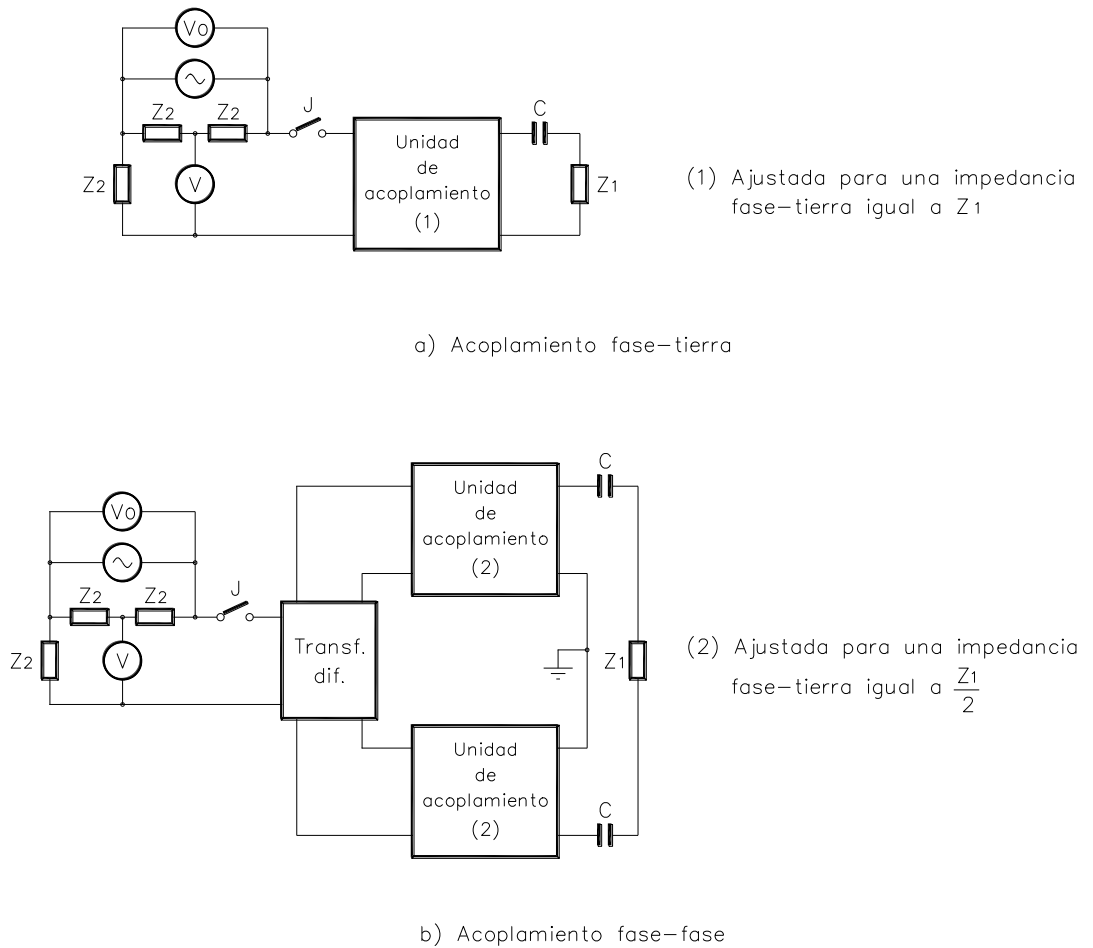 Vo
Z2 Z2 J
C
Z2
V
Unidad
de
acoplamiento
(1)
Z1
(1) Ajustada para una impedancia
fase-tierra igual a Z1
a) Acoplamiento fase-tierra
C
Vo
Unidad
de
acoplamiento
(2)
Z2 Z2 J
Z2
V
Transf.
dif.
Z1
(2) Ajustada para una impedancia
fase-tierra igual a Z1
2
Unidad
de
acoplamiento
(2)
C
b) Acoplamiento fase-fase